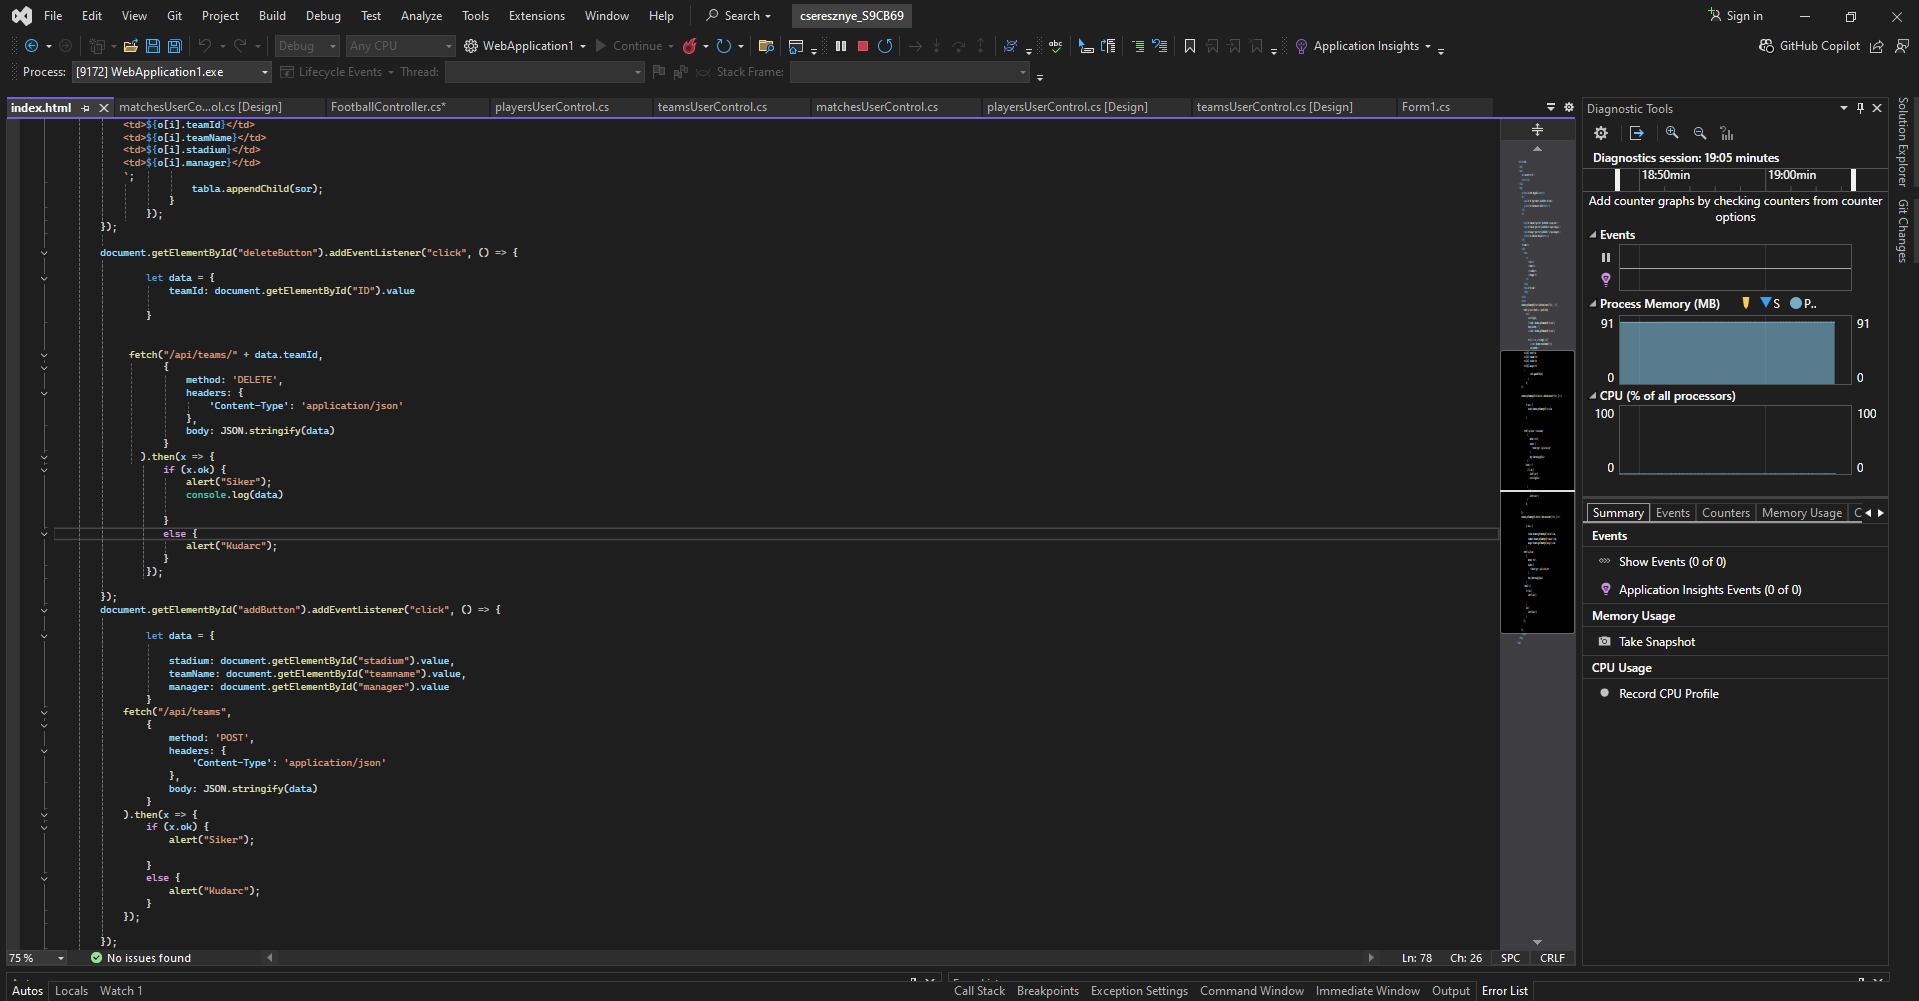 File Edit View Git Project Build Debug Test Analyze Tools Extensions Window Help Search cseresznye_S9CB69 Sign in
Debug Any CPU WebApplication1 Continue Application Insights GitHub Copilot
Process: [9172] WebApplication1.exe Lifecycle Events Thread: Stack Frame:
index.html matchesUserCo...ol.cs [Design] FootballController.cs* playersUserControl.cs teamsUserControl.cs matchesUserControl.cs playersUserControl.cs [Design] teamsUserControl.cs [Design] Form1.cs
<td>${o[i].teamId}</td>
<td>${o[i].teamName}</td>
<td>${o[i].stadium}</td>
<td>${o[i].manager}</td>
`;
tabla.appendChild(sor);
}
});
});
document.getElementById("deleteButton").addEventListener("click", () => {
let data = {
teamId: document.getElementById("ID").value
}
fetch("/api/teams/" + data.teamId,
{
method: 'DELETE',
headers: {
'Content-Type': 'application/json'
},
body: JSON.stringify(data)
}
).then(x => {
if (x.ok) {
alert("Siker");
console.log(data)
}
else {
alert("Kudarc");
}
});
});
document.getElementById("addButton").addEventListener("click", () => {
let data = {
stadium: document.getElementById("stadium").value,
teamName: document.getElementById("teamname").value,
manager: document.getElementById("manager").value
}
fetch("/api/teams",
{
method: 'POST',
headers: {
'Content-Type': 'application/json'
},
body: JSON.stringify(data)
}
).then(x => {
if (x.ok) {
alert("Siker");
}
else {
alert("Kudarc");
}
});
});
75 % No issues found Ln: 78 Ch: 26 SPC CRLF
Autos Locals Watch 1
Call Stack Breakpoints Exception Settings Command Window Immediate Window Output Error List
Diagnostic Tools
Diagnostics session: 19:05 minutes
18:50min 19:00min
Add counter graphs by checking counters from counter
options
Events
Process Memory (MB) S P..
91 91
0 0
CPU (% of all processors)
100 100
0 0
Summary Events Counters Memory Usage C
Events
Show Events (0 of 0)
Application Insights Events (0 of 0)
Memory Usage
Take Snapshot
CPU Usage
Record CPU Profile
Solution Explorer
Git Changes